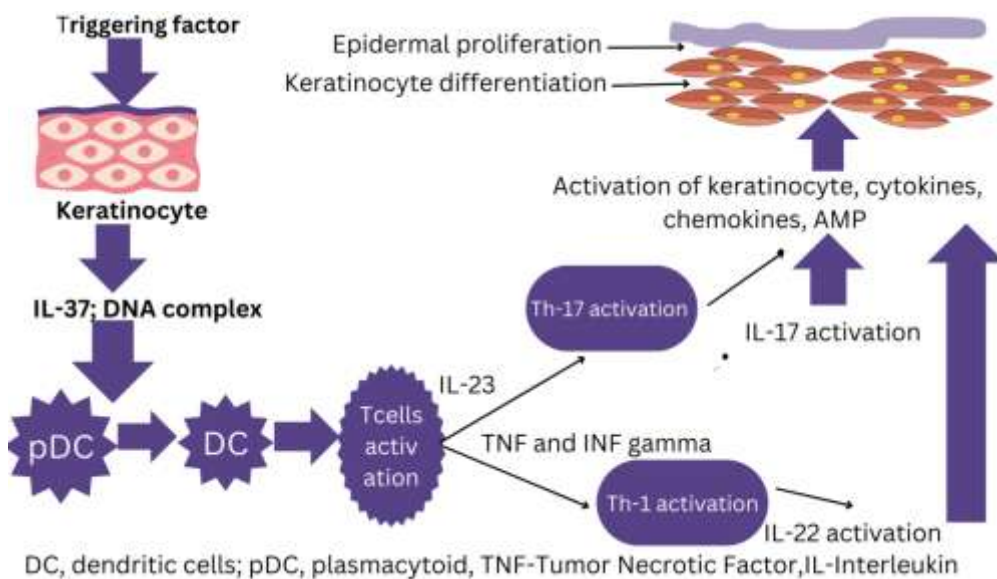 Triggering factor
Keratinocyte
IL-37; DNA complex
pDC
DC
Tcells
activ
ation
IL-23
TNF and INF gamma
Th-17 activation
Th-1 activation
IL-22 activation
IL-17 activation
Activation of keratinocyte, cytokines,
chemokines, AMP
Epidermal proliferation
Keratinocyte differentiation
DC, dendritic cells; pDC, plasmacytoid, TNF-Tumor Necrotic Factor,IL-Interleukin